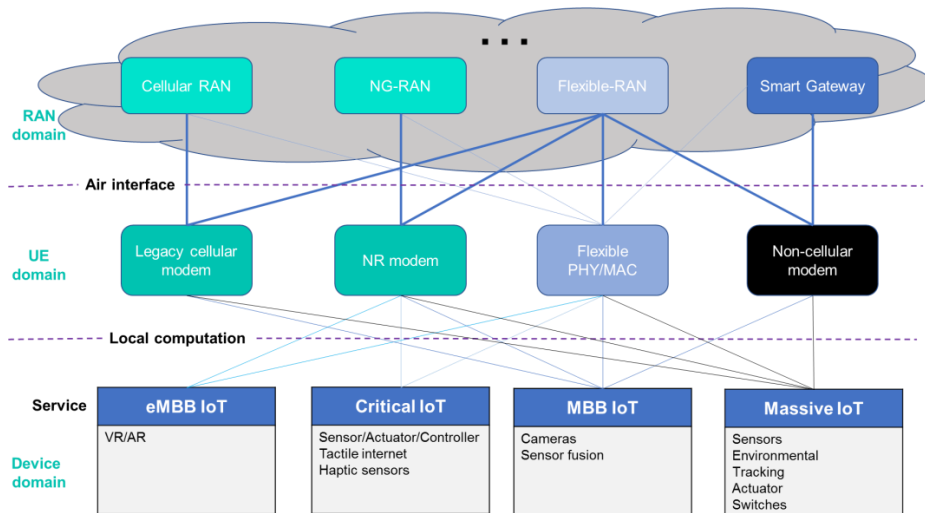 ...
Cellular RAN
NG-RAN
Flexible-RAN
Smart Gateway
RAN
domain
Air interface
Legacy cellular
modem
NR modem
Flexible
PHY/MAC
Non-cellular
modem
UE
domain
Local computation
Service
eMBB IoT
Critical IoT
MBB IoT
Massive IoT
Device
domain
VR/AR
Sensor/Actuator/Controller
Tactile internet
Haptic sensors
Cameras
Sensor fusion
Sensors
Environmental
Tracking
Actuator
Switches